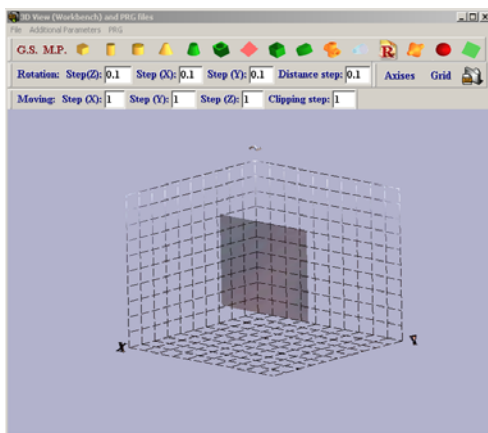 3D View (Workbench) and PRG files
File Additional Parameters PRG
G.S. M.P. R
Rotation: Step(Z): 0.1 Step (X): 0.1 Step (Y): 0.1 Distance step: 0.1 Axises Grid
Moving: Step (X): 1 Step (Y): 1 Step (Z): 1 Clipping step: 1
X